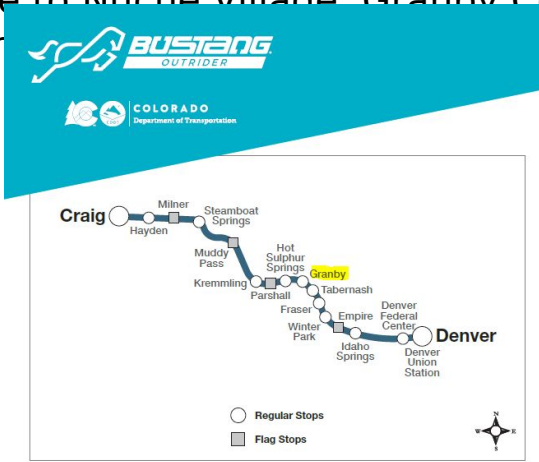 BUSTANG
OUTRIDER
COLORADO
Department of Transportation
Craig
Milner
Hayden
Steamboat
Springs
Muddy
Pass
Hot
Sulphur
Springs
Granby
Kremmling
Parshall
Tabernash
Fraser
Empire
Denver
Federal
Center
Winter
Park
Idaho
Springs
Denver
Denver
Union
Station
Regular Stops
Flag Stops
N
W
E
S